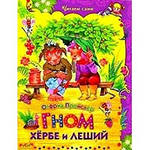 Читаем сами
Отфрид Пройслер
ГНОМ
ХЁРБЕ И ЛЕШИЙ